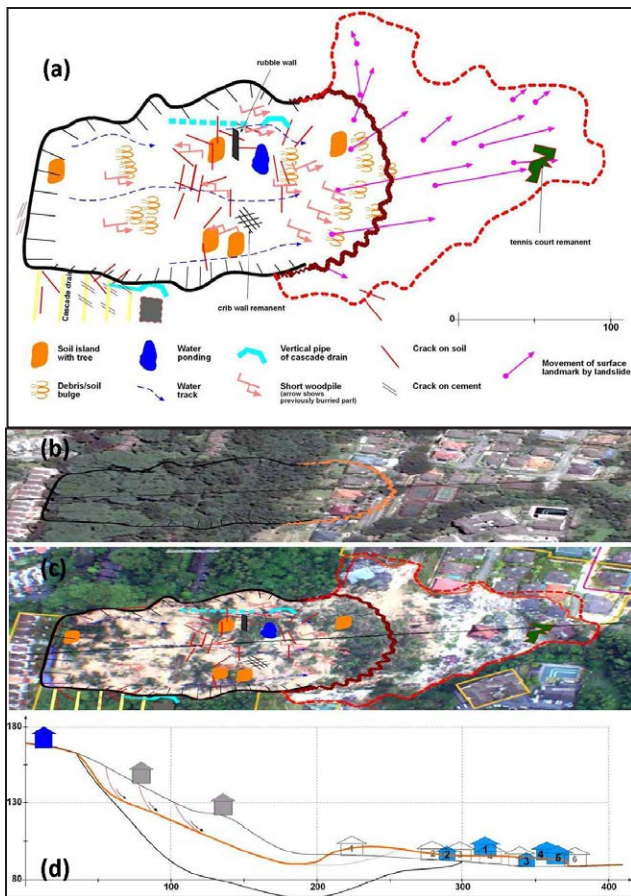 (a)
rubble wall
tennis court remanent
crib wall remanent
Cascade drain
0
100
Soil island
with tree
Water
ponding
Vertical pipe
of cascade drain
Crack on soil
Movement of surface
landmark by landslide
Debris/soil
bulge
Water
track
Short woodpile
(arrow shows
previously burried part)
Crack on cement
(b)
(c)
180
130
80
(d)
0
100
200
300
400
1
2
3
2
1
4
3
4
5
6